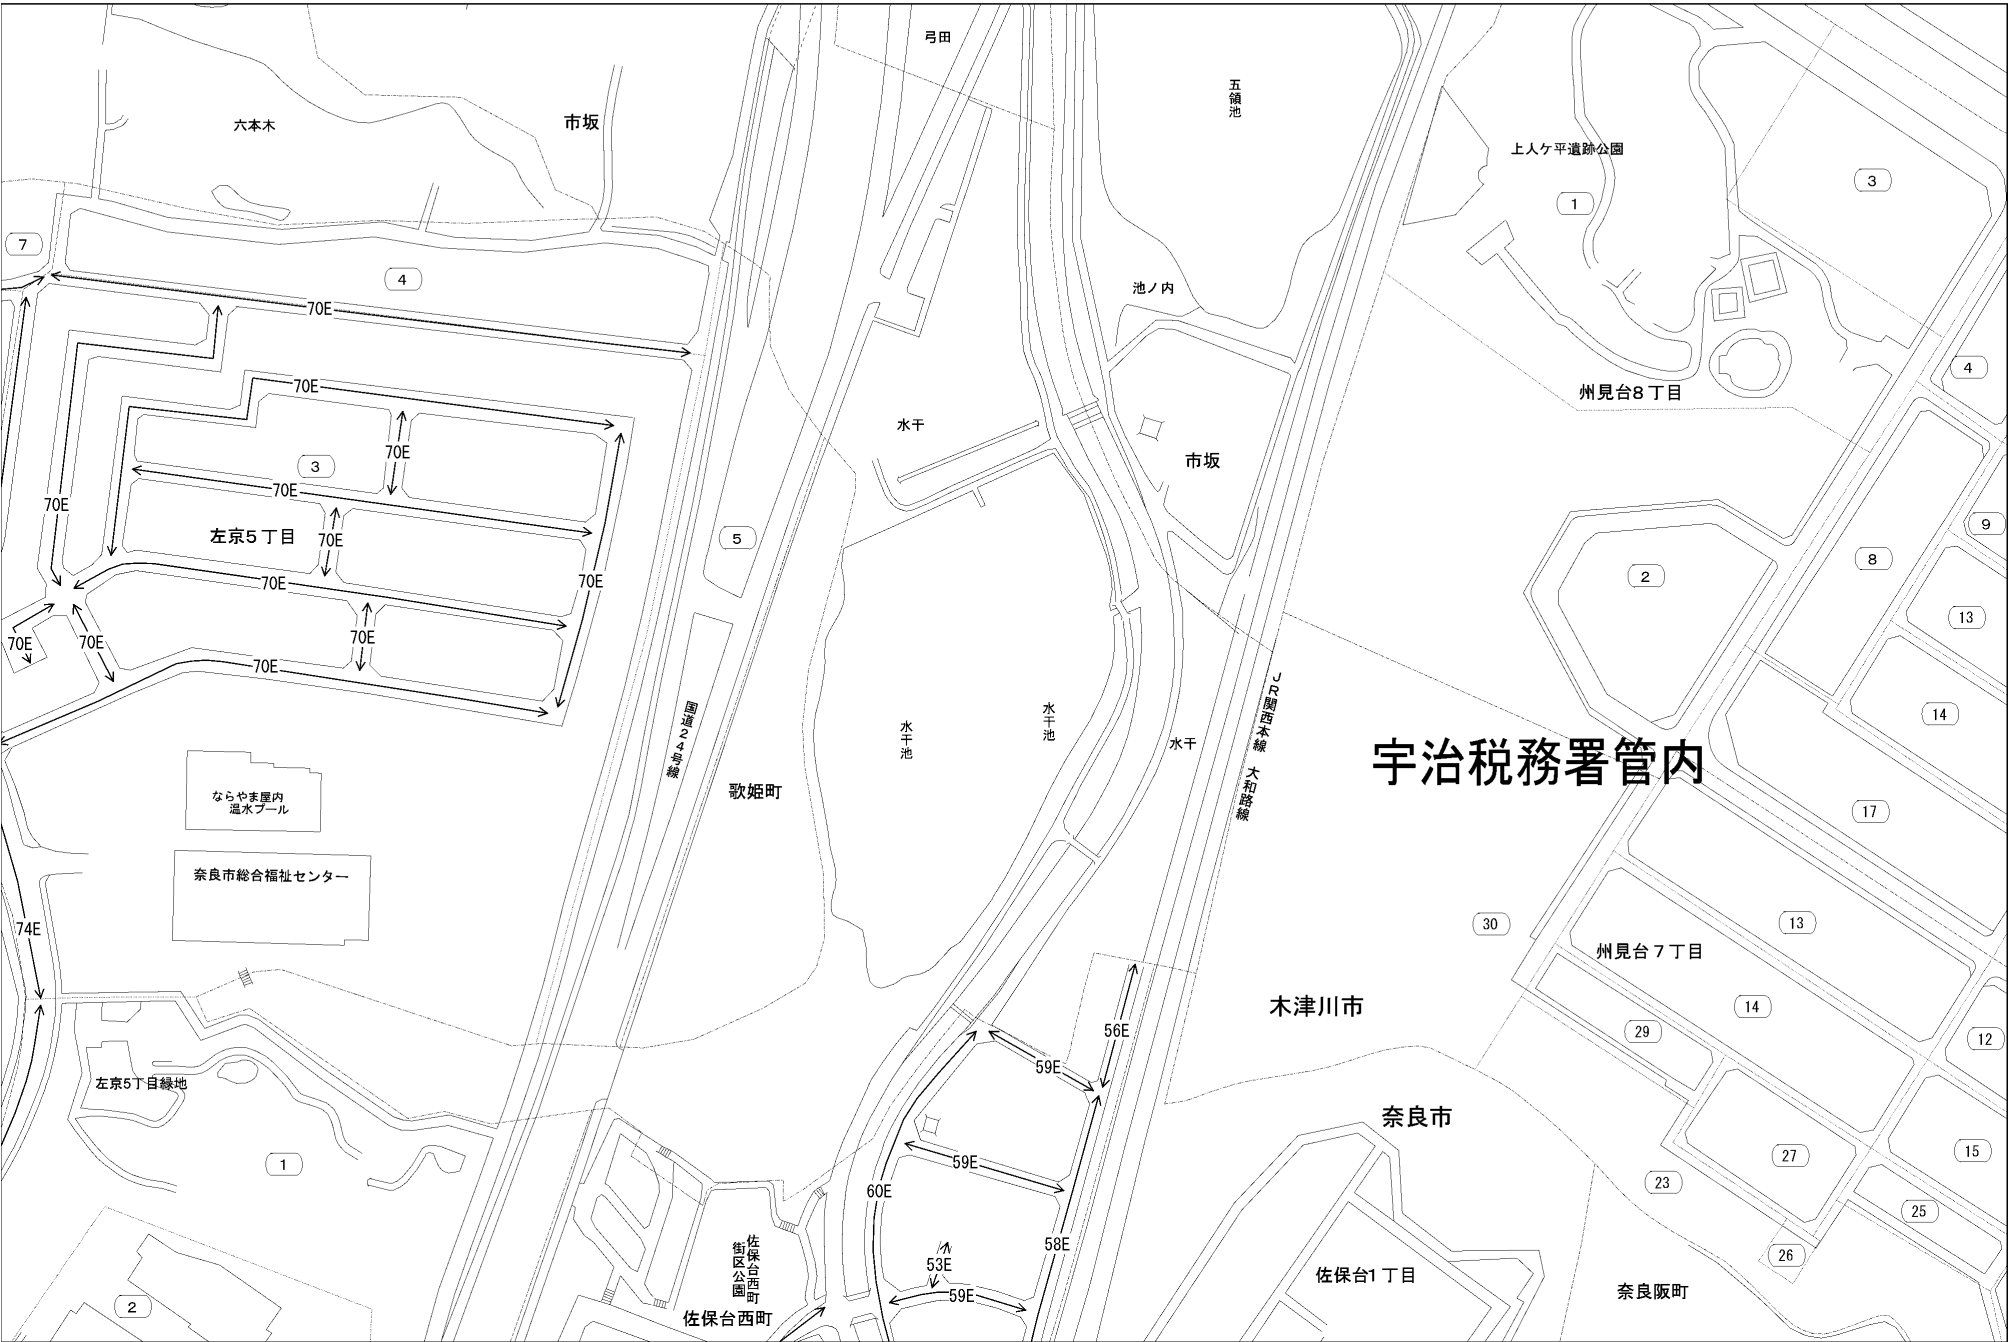 弓田
五領池
六本木
市坂
上人ケ平遺跡公園
3
1
7
4
池ノ内
70E
4
70E
州見台8丁目
水干
70E
市坂
3
70E
70E
9
左京5丁目
70E
5
8
2
70E
70E
13
70E
70E
70E
70E
JR関西本線 大和路線
国道24号線
水干池
水干池
水干
14
宇治税務署管内
歌姫町
ならやま屋内
温水プール
17
奈良市総合福祉センター
74E
30
13
州見台7丁目
木津川市
14
56E
29
12
59E
左京5丁目緑地
奈良市
1
59E
27
15
60E
23
25
58E
佐保台西町
街区公園
53E
26
佐保台1丁目
奈良阪町
59E
2
佐保台西町